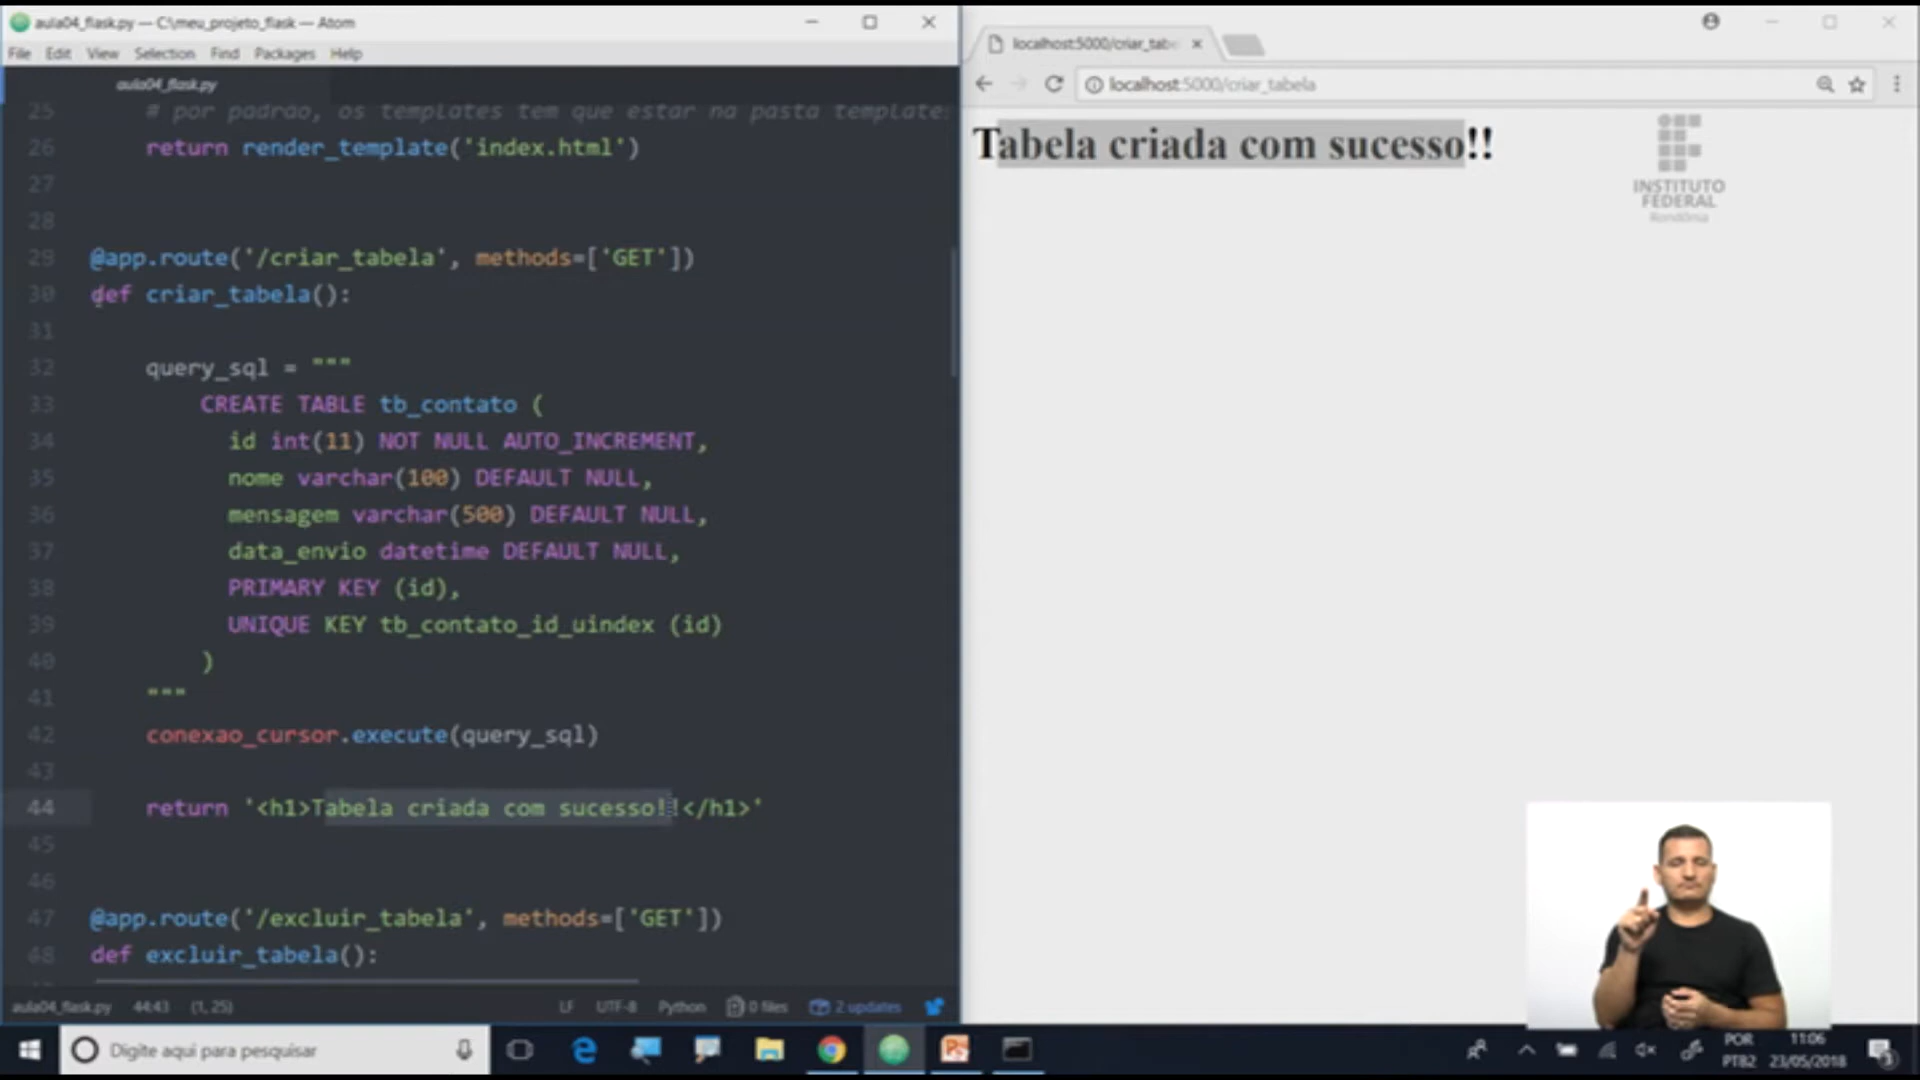 aula04_flask.py — C:\meu_projeto_flask — Atom
File Edit View Selection Find Packages Help
aula04_flask.py
25 # por padrão, os templates tem que estar na pasta template
26 return render_template('index.html')
27
28
29 @app.route('/criar_tabela', methods=['GET'])
30 def criar_tabela():
31
32 query_sql = """
33 CREATE TABLE tb_contato (
34 id int(11) NOT NULL AUTO_INCREMENT,
35 nome varchar(100) DEFAULT NULL,
36 mensagem varchar(500) DEFAULT NULL,
37 data_envio datetime DEFAULT NULL,
38 PRIMARY KEY (id),
39 UNIQUE KEY tb_contato_id_uindex (id)
40 )
41 """
42 conexao_cursor.execute(query_sql)
43
44 return '<h1>Tabela criada com sucesso!!</h1>'
45
46
47 @app.route('/excluir_tabela', methods=['GET'])
48 def excluir_tabela():
aula04_flask.py 44:43 (1, 25) LF UTF-8 Python 0 files 2 updates
localhost:5000/criar_tabe
localhost:5000/criar_tabela
Tabela criada com sucesso!!
INSTITUTO
FEDERAL
Rondônia
Digite aqui para pesquisar
POR
PTB2
11:06
23/05/2018
3